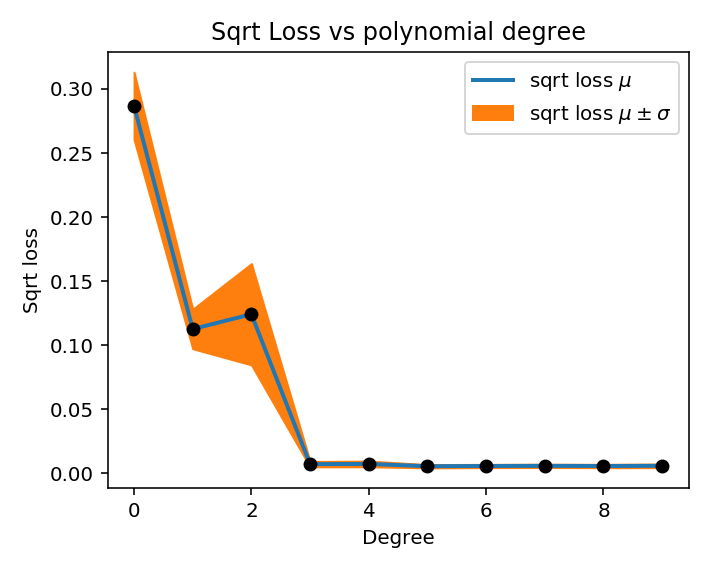 Sqrt Loss vs polynomial degree
sqrt loss μ
sqrt loss μ ± σ
0.30
0.25
0.20
0.15
0.10
0.05
0.00
Sqrt loss
0 2 4 6 8
Degree